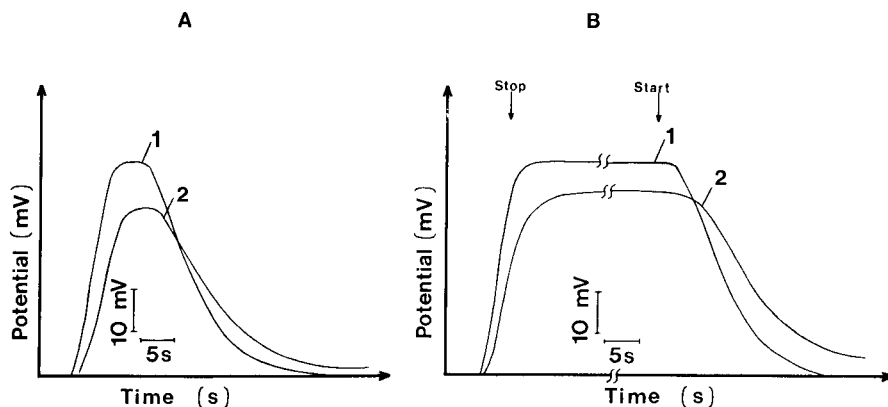 A
Potential (mV)
1
2
10 mV
5s
Time (s)
B
Stop
Start
Potential (mV)
1
2
10 mV
5s
Time (s)